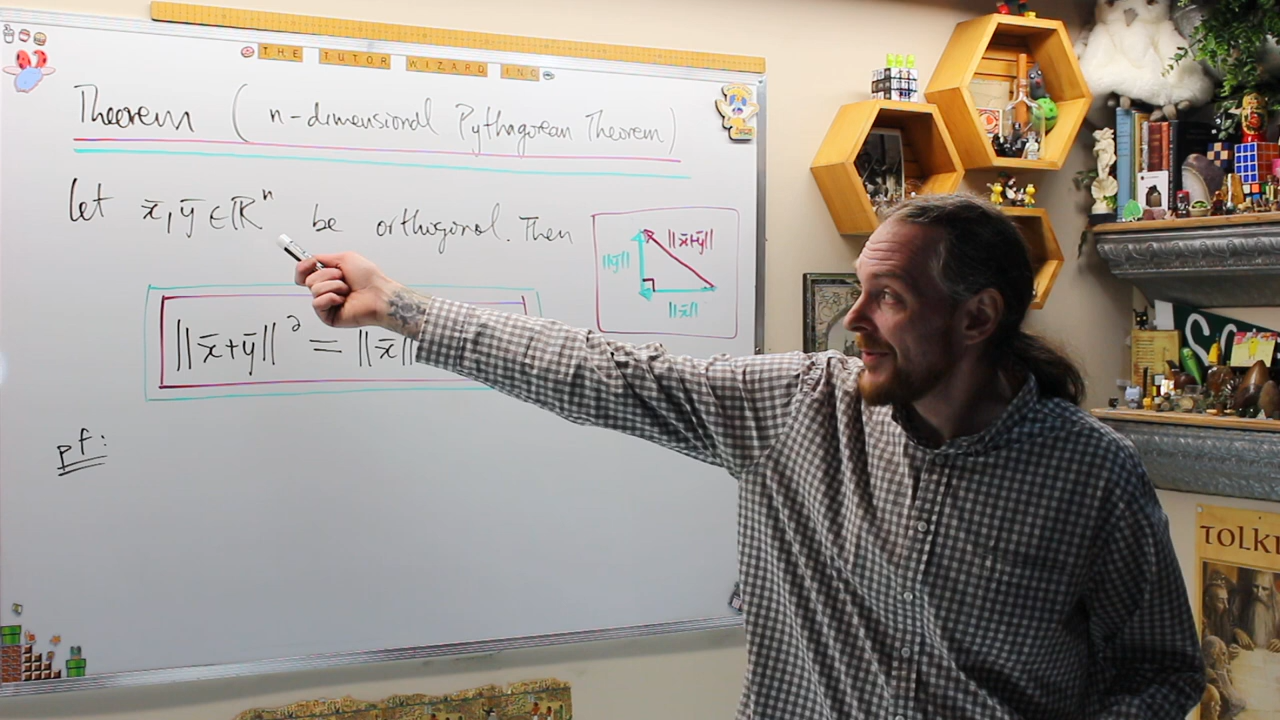 THE TUTOR WIZARD INC
Theorem (n-dimensional Pythagorean Theorem)
let x̄, ȳ ∈ ℝⁿ be orthogonal. Then
||ȳ|| ||x̄+ȳ||
||x̄||
||x̄+ȳ||² = ||x̄||
pf:
TOLKI